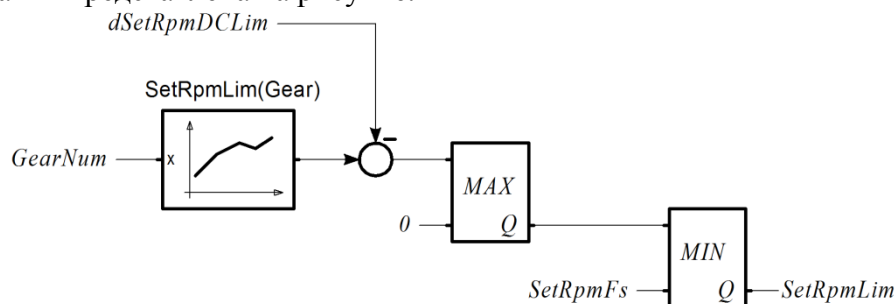 dSetRpmDCLim
SetRpmLim(Gear)
GearNum
x
MAX
0
Q
MIN
SetRpmFs
Q
SetRpmLim